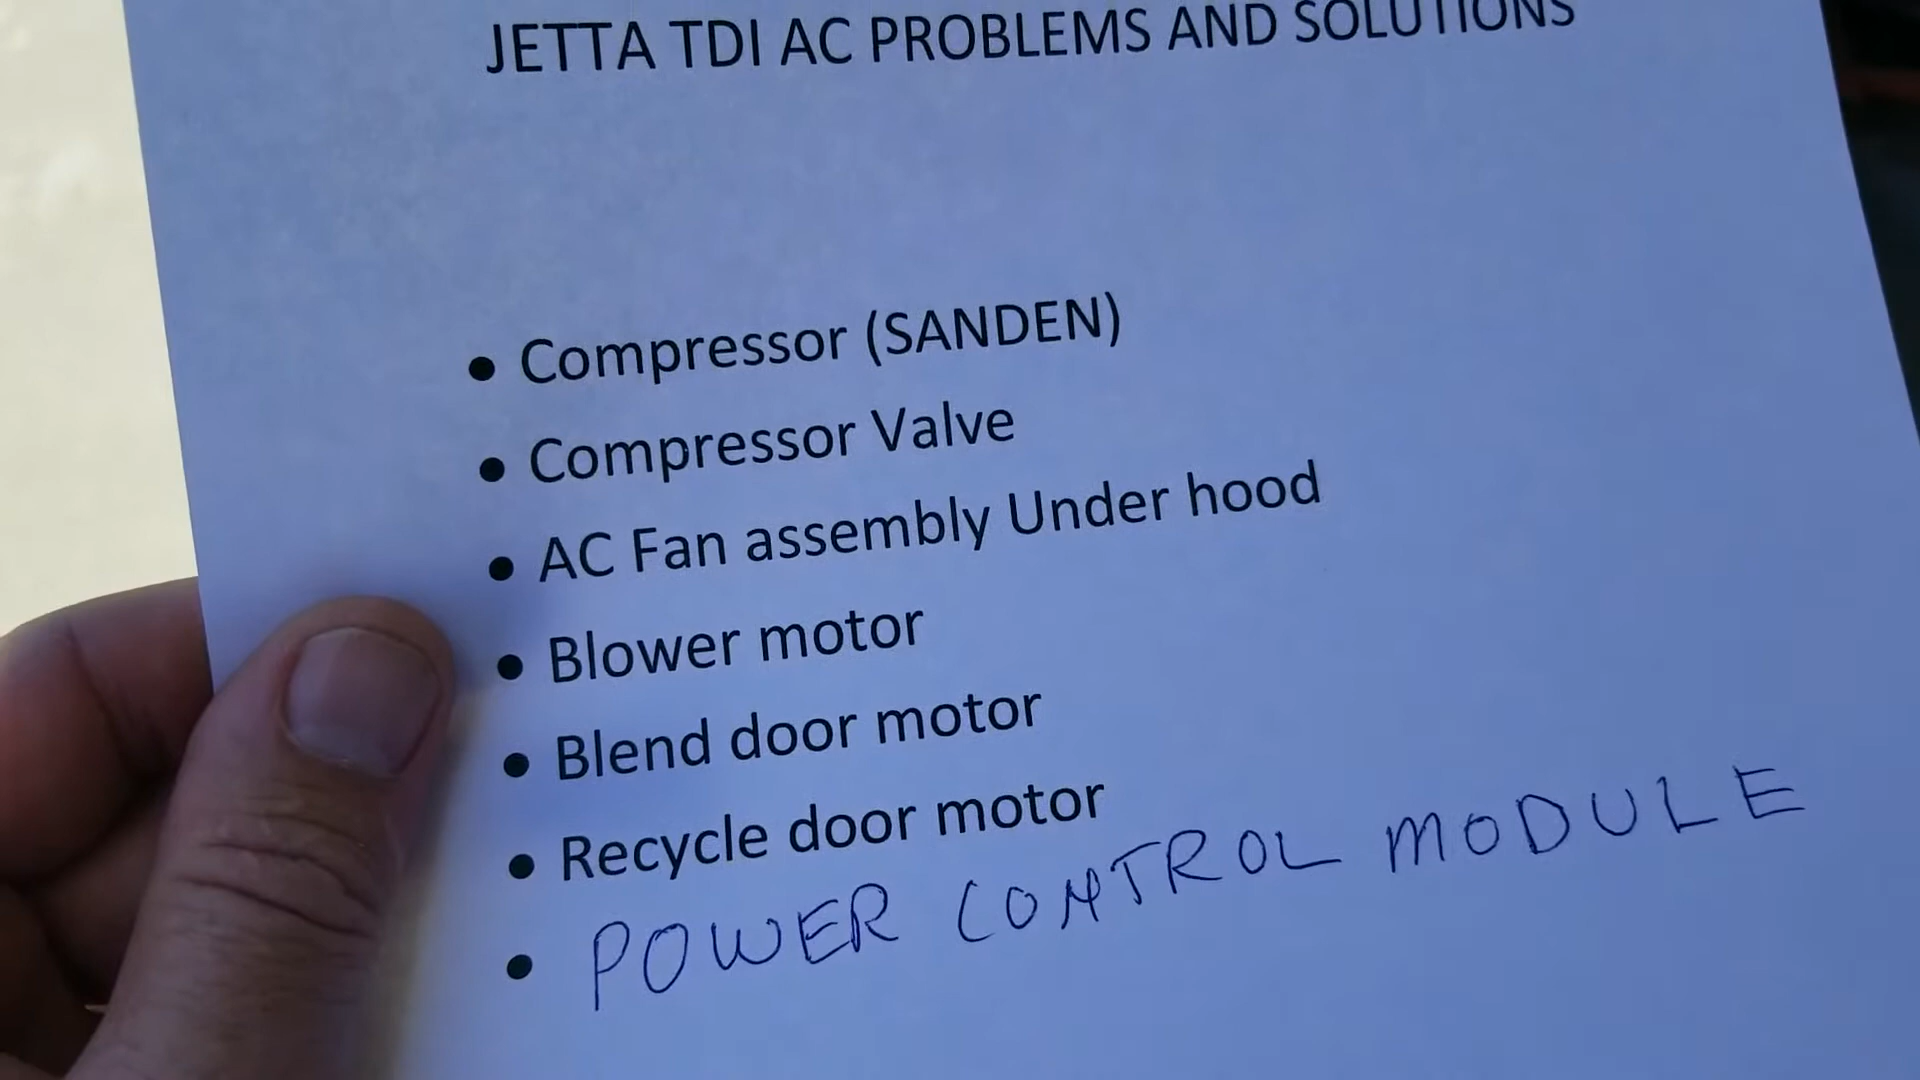 JETTA TDI AC PROBLEMS AND SOLUTIONS
• Compressor (SANDEN)
• Compressor Valve
• AC Fan assembly Under hood
• Blower motor
• Blend door motor
• Recycle door motor
• POWER CONTROL MODULE